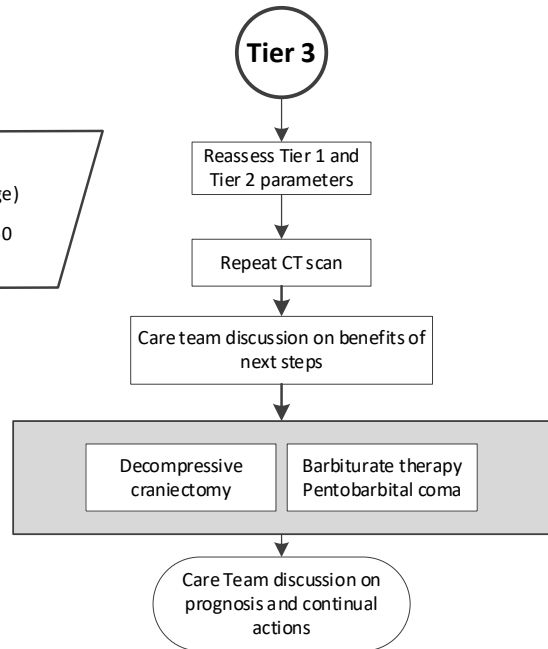 Tier 3
ge)
0
Reassess Tier 1 and
Tier 2 parameters
Repeat CT scan
Care team discussion on benefits of
next steps
Decompressive
craniectomy
Barbiturate therapy
Pentobarbital coma
Care Team discussion on
prognosis and continual
actions